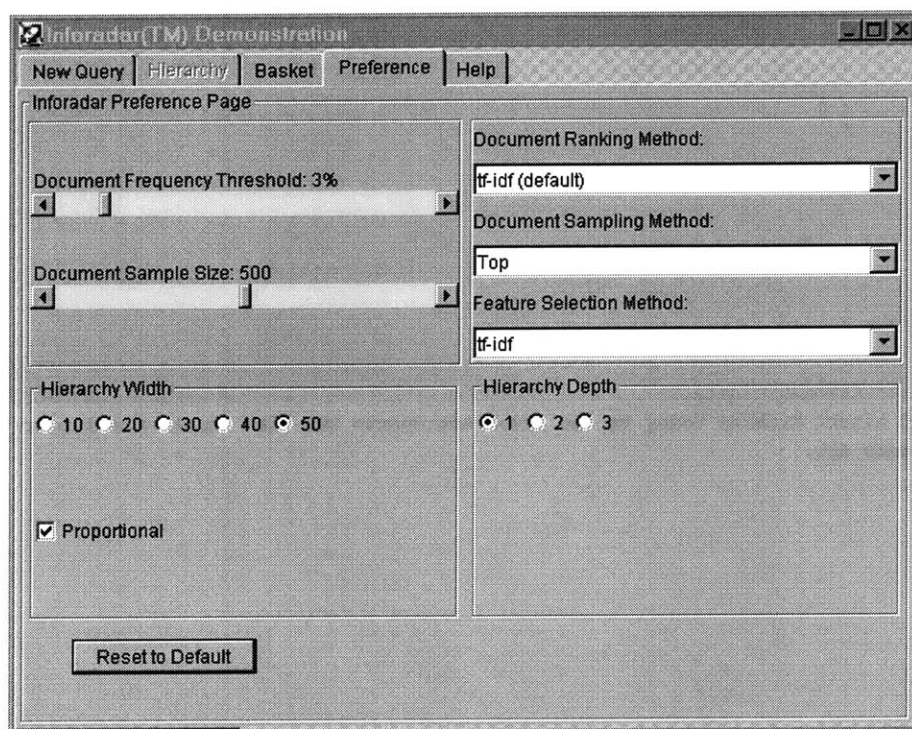 Inforadar(TM) Demonstration
New Query Hierarchy Basket Preference Help
Inforadar Preference Page
Document Frequency Threshold: 3%
Document Sample Size: 500
Document Ranking Method:
tf-idf (default)
Document Sampling Method:
Top
Feature Selection Method:
tf-idf
Hierarchy Width
10 20 30 40 50
Proportional
Hierarchy Depth
1 2 3
Reset to Default